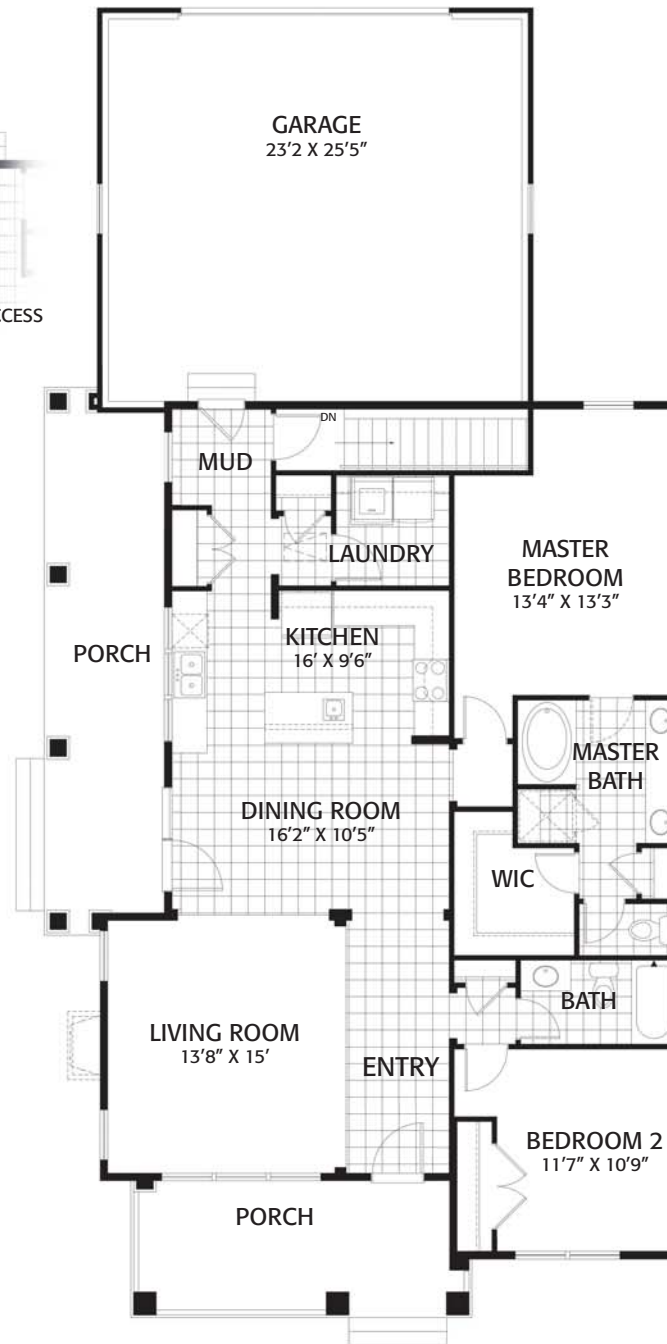 GARAGE
23'2 X 25'5"
DN
MUD
LAUNDRY
MASTER
BEDROOM
13'4" X 13'3"
KITCHEN
16' X 9'6"
PORCH
MASTER
BATH
DINING ROOM
16'2" X 10'5"
WIC
BATH
LIVING ROOM
13'8" X 15'
ENTRY
BEDROOM 2
11'7" X 10'9"
PORCH